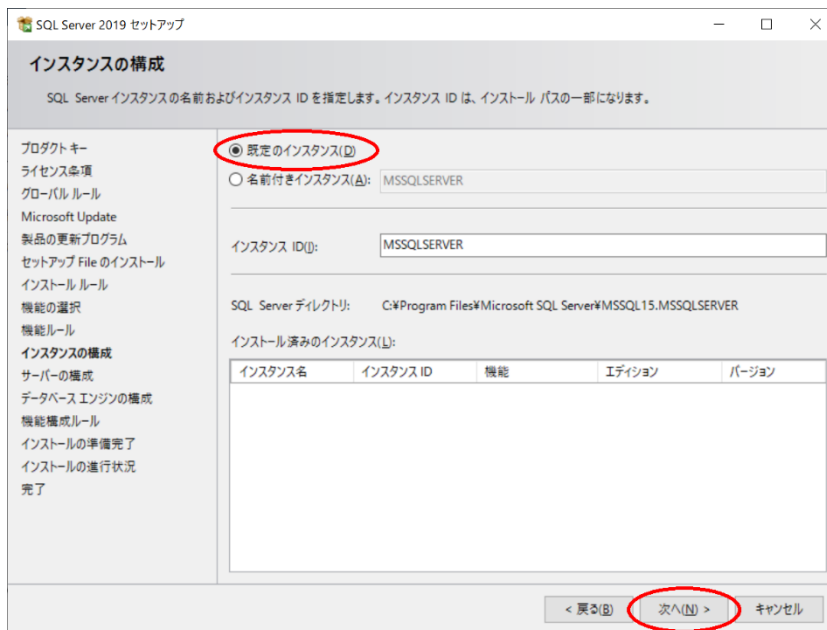 SQL Server 2019 セットアップ
インスタンスの構成
SQL Server インスタンスの名前およびインスタンス ID を指定します。インスタンス ID は、インストール パスの一部になります。
プロダクト キー
ライセンス条項
グローバル ルール
Microsoft Update
製品の更新プログラム
セットアップ File のインストール
インストール ルール
機能の選択
機能ルール
インスタンスの構成
サーバーの構成
データベース エンジンの構成
機能構成ルール
インストールの準備完了
インストールの進行状況
完了
既定のインスタンス(D)
名前付きインスタンス(A): MSSQLSERVER
インスタンス ID(I): MSSQLSERVER
SQL Server ディレクトリ: C:¥Program Files¥Microsoft SQL Server¥MSSQL15.MSSQLSERVER
インストール済みのインスタンス(L):
インスタンス名 インスタンス ID 機能 エディション バージョン
< 戻る(B) 次へ(N) > キャンセル